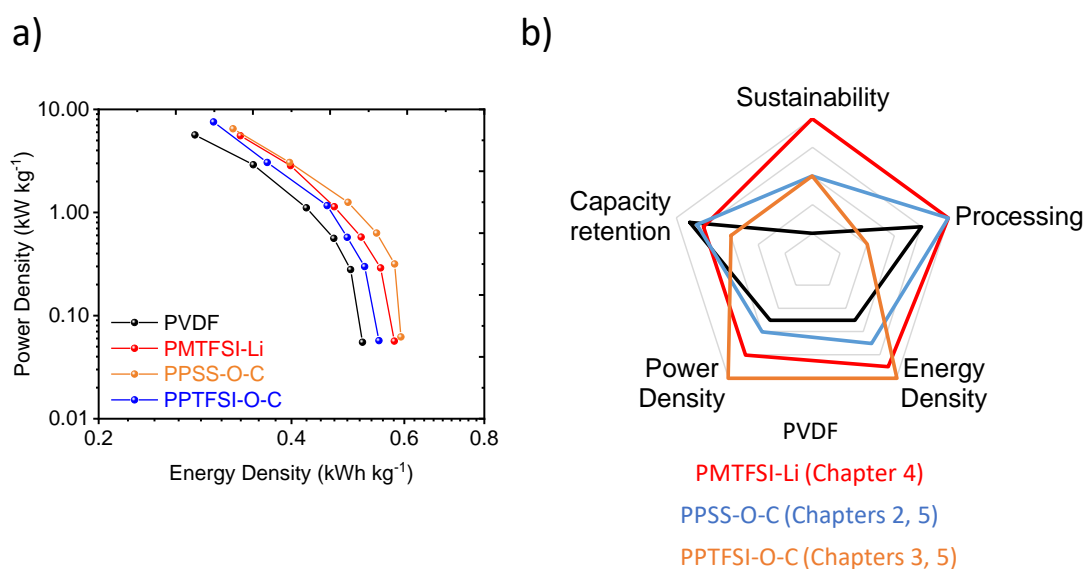 a)
10.00
1.00
0.10
0.01
Power Density (kW kg⁻¹)
PVDF
PMTFSI-Li
PPSS-O-C
PPTFSI-O-C
0.2
0.4
0.6
0.8
Energy Density (kWh kg⁻¹)
b)
Sustainability
Capacity
retention
Processing
Power
Density
Energy
Density
PVDF
PMTFSI-Li (Chapter 4)
PPSS-O-C (Chapters 2, 5)
PPTFSI-O-C (Chapters 3, 5)